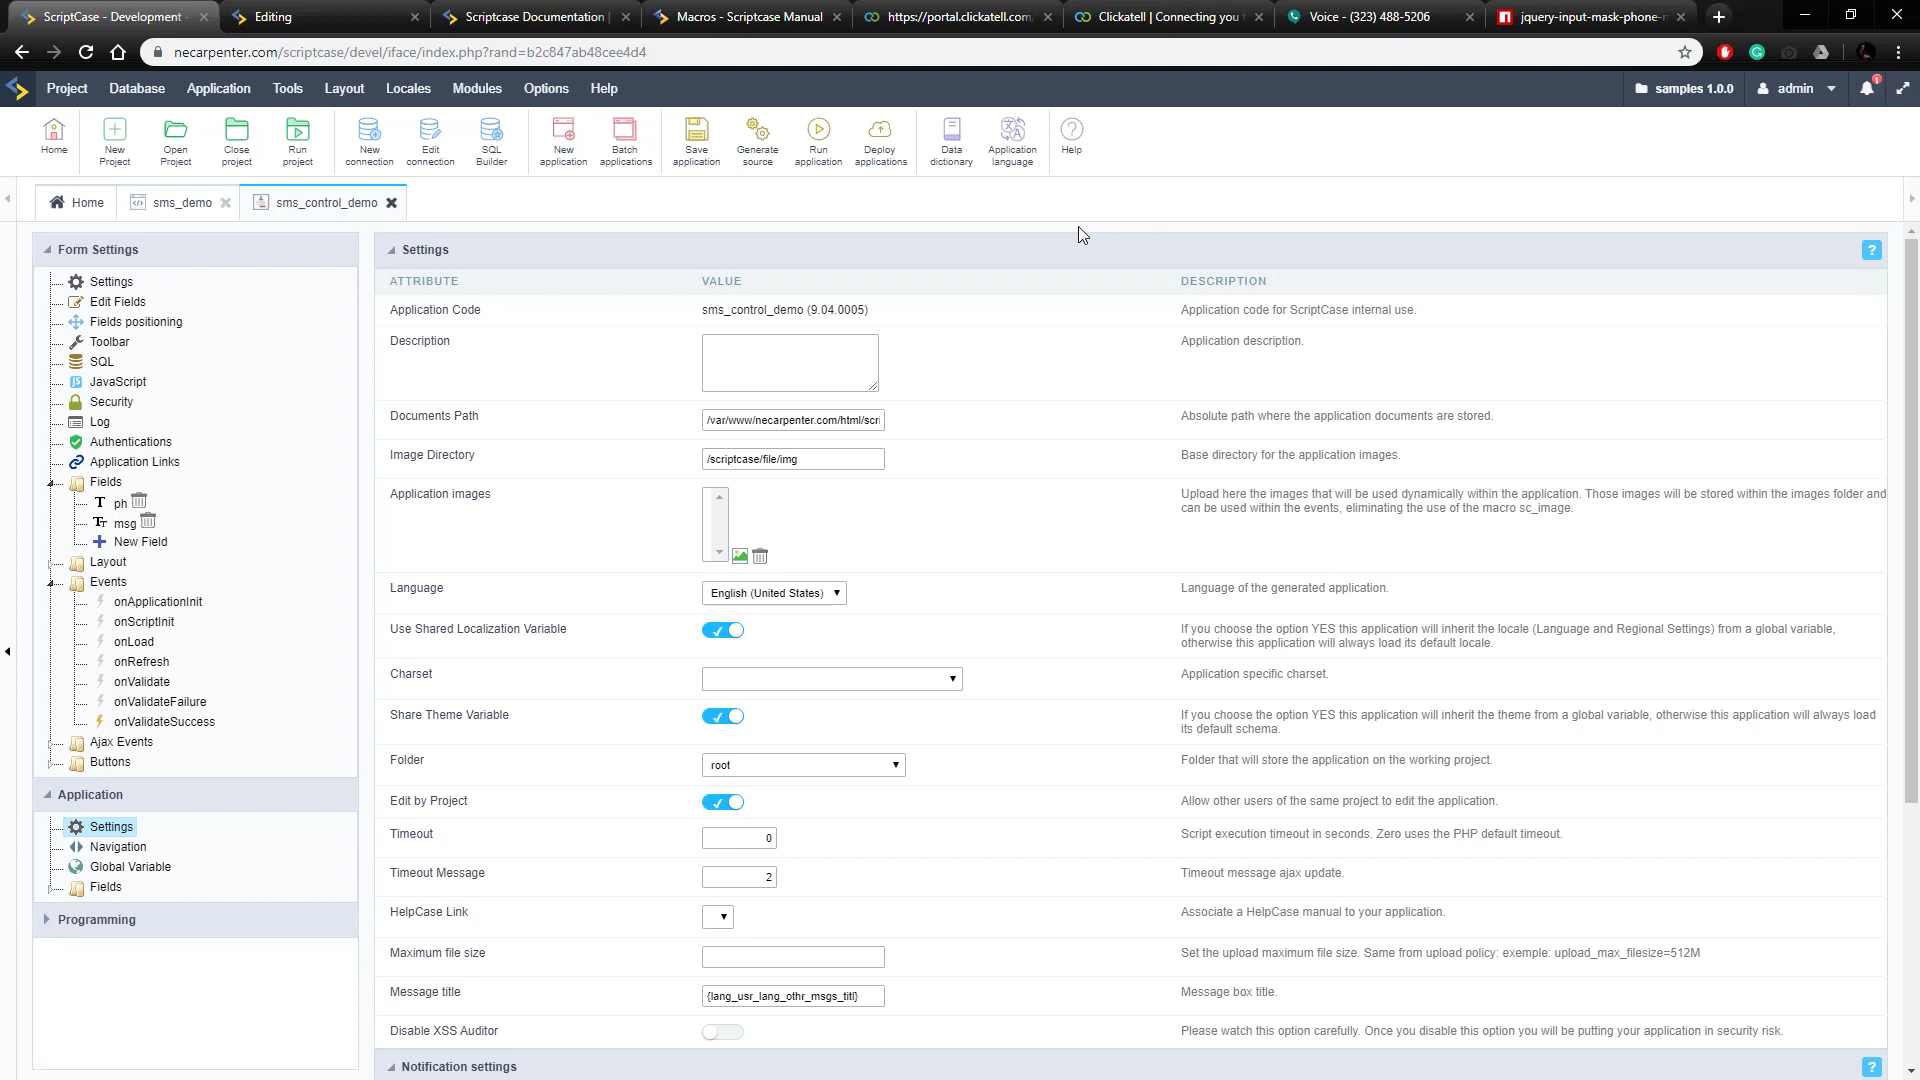 ScriptCase - Development -
Editing
Scriptcase Documentation |
Macros - Scriptcase Manual
https://portal.clickatell.com
Clickatell | Connecting you
Voice - (323) 488-5206
jquery-input-mask-phone-n
necarpenter.com/scriptcase/devel/iface/index.php?rand=b2c847ab48cee4d4
Project
Database
Application
Tools
Layout
Locales
Modules
Options
Help
samples 1.0.0
admin
1
Home
New Project
Open Project
Close project
Run project
New connection
Edit connection
SQL Builder
New application
Batch applications
Save application
Generate source
Run application
Deploy applications
Data dictionary
Application language
Help
Home
sms_demo
sms_control_demo
Form Settings
Settings
Edit Fields
Fields positioning
Toolbar
SQL
JavaScript
Security
Log
Authentications
Application Links
Fields
ph
msg
New Field
Layout
Events
onApplicationInit
onScriptInit
onLoad
onRefresh
onValidate
onValidateFailure
onValidateSuccess
Ajax Events
Buttons
Application
Settings
Navigation
Global Variable
Fields
Programming
Settings
?
ATTRIBUTE VALUE DESCRIPTION
Application Code sms_control_demo (9.04.0005) Application code for ScriptCase internal use.
Description Application description.
Documents Path /var/www/necarpenter.com/html/scri Absolute path where the application documents are stored.
Image Directory /scriptcase/file/img Base directory for the application images.
Application images Upload here the images that will be used dynamically within the application. Those images will be stored within the images folder and
can be used within the events, eliminating the use of the macro sc_image.
Language English (United States) Language of the generated application.
Use Shared Localization Variable If you choose the option YES this application will inherit the locale (Language and Regional Settings) from a global variable,
otherwise this application will always load its default locale.
Charset Application specific charset.
Share Theme Variable If you choose the option YES this application will inherit the theme from a global variable, otherwise this application will always load
its default schema.
Folder root Folder that will store the application on the working project.
Edit by Project Allow other users of the same project to edit the application.
Timeout 0 Script execution timeout in seconds. Zero uses the PHP default timeout.
Timeout Message 2 Timeout message ajax update.
HelpCase Link Associate a HelpCase manual to your application.
Maximum file size Set the upload maximum file size. Same from upload policy: exemple: upload_max_filesize=512M
Message title {lang_usr_lang_othr_msgs_titl} Message box title.
Disable XSS Auditor Please watch this option carefully. Once you disable this option you will be putting your application in security risk.
Notification settings
?